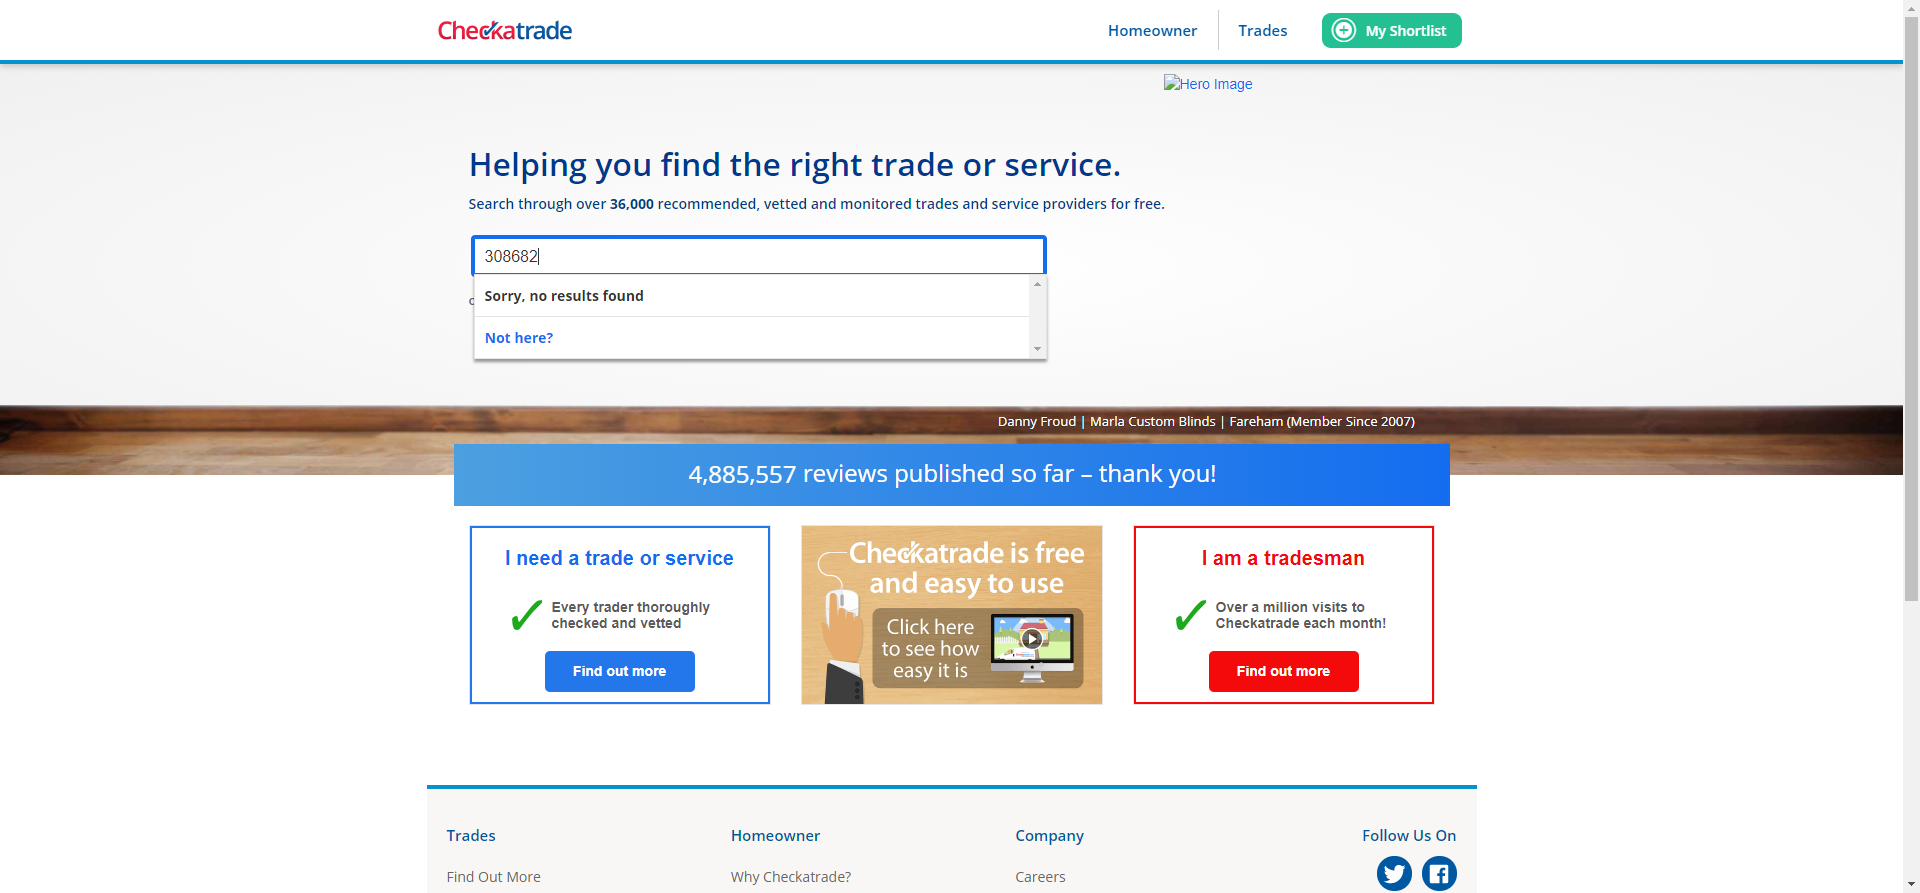 Checkatrade
Homeowner
Trades
My Shortlist
Hero Image
Helping you find the right trade or service.
Search through over 36,000 recommended, vetted and monitored trades and service providers for free.
308682
Sorry, no results found
Not here?
Danny Froud | Marla Custom Blinds | Fareham (Member Since 2007)
4,885,557 reviews published so far – thank you!
I need a trade or service
Every trader thoroughly
checked and vetted
Find out more
Checkatrade is free
and easy to use
Click here
to see how
easy it is
I am a tradesman
Over a million visits to
Checkatrade each month!
Find out more
Trades
Homeowner
Company
Follow Us On
Find Out More
Why Checkatrade?
Careers